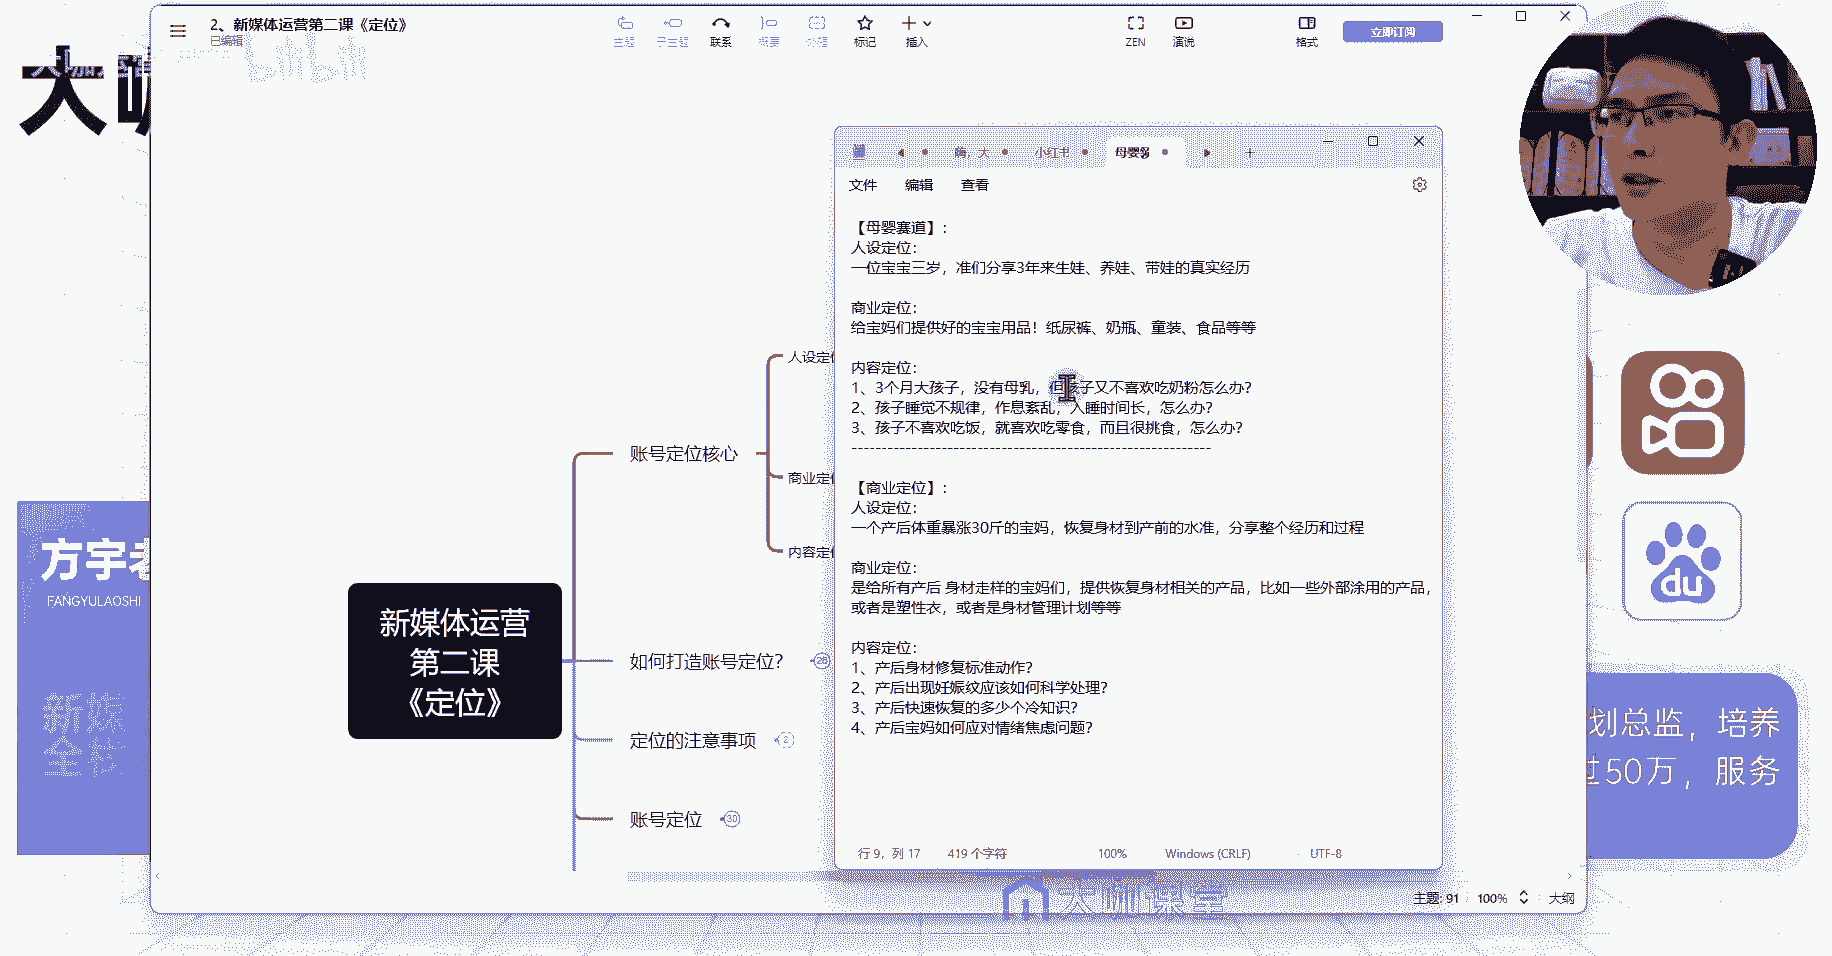 2、新媒体运营第二课《定位》
已编辑
主题
子主题
联系
概要
外框
标记
插入
ZEN
演说
格式
立即订阅
bilibili
大咖
嗨，大
小红书
母婴
文件
编辑
查看
【母婴赛道】：
人设定位：
一位宝宝三岁，准们分享3年来生娃、养娃、带娃的真实经历
商业定位：
给宝妈们提供好的宝宝用品！纸尿裤、奶瓶、童装、食品等等
内容定位：
1、3个月大孩子，没有母乳，但孩子又不喜欢吃奶粉怎么办？
2、孩子睡觉不规律，作息紊乱，入睡时间长，怎么办？
3、孩子不喜欢吃饭，就喜欢吃零食，而且很挑食，怎么办？
------------------------------------------------------------
【商业定位】：
人设定位：
一个产后体重暴涨30斤的宝妈，恢复身材到产前的水准，分享整个经历和过程
商业定位：
是给所有产后 身材走样的宝妈们，提供恢复身材相关的产品，比如一些外部涂用的产品，
或者是塑性衣，或者是身材管理计划等等
内容定位：
1、产后身材修复标准动作？
2、产后出现妊娠纹应该如何科学处理？
3、产后快速恢复的多少个冷知识？
4、产后宝妈如何应对情绪焦虑问题？
行 9，列 17
419 个字符
100%
Windows (CRLF)
UTF-8
新媒体运营
第二课
《定位》
账号定位核心
人设定位
商业定位
内容定位
如何打造账号定位？
28
定位的注意事项
2
账号定位
30
方宇老
FANGYULAOSHI
新媒
全栈
du
划总监，培养
过50万，服务
大咖课堂
主题: 91
100%
大纲